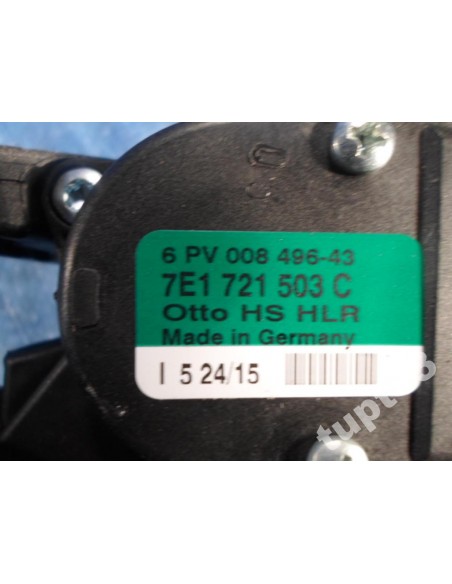 6 PV 008 496-43
7E1 721 503 C
Otto HS HLR
Made in Germany
I 5 24/15